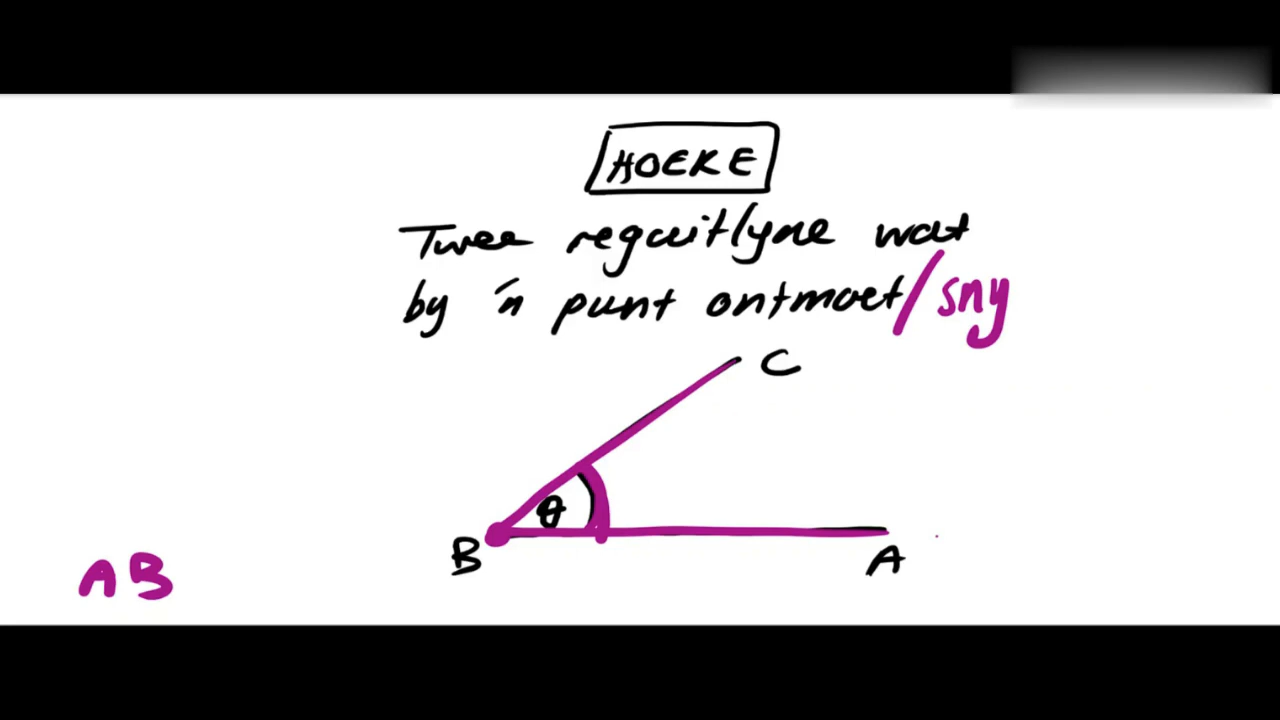 HOEKE
Twee reguitlyne wat
by 'n punt ontmoet/sny
C
θ
B
A
AB